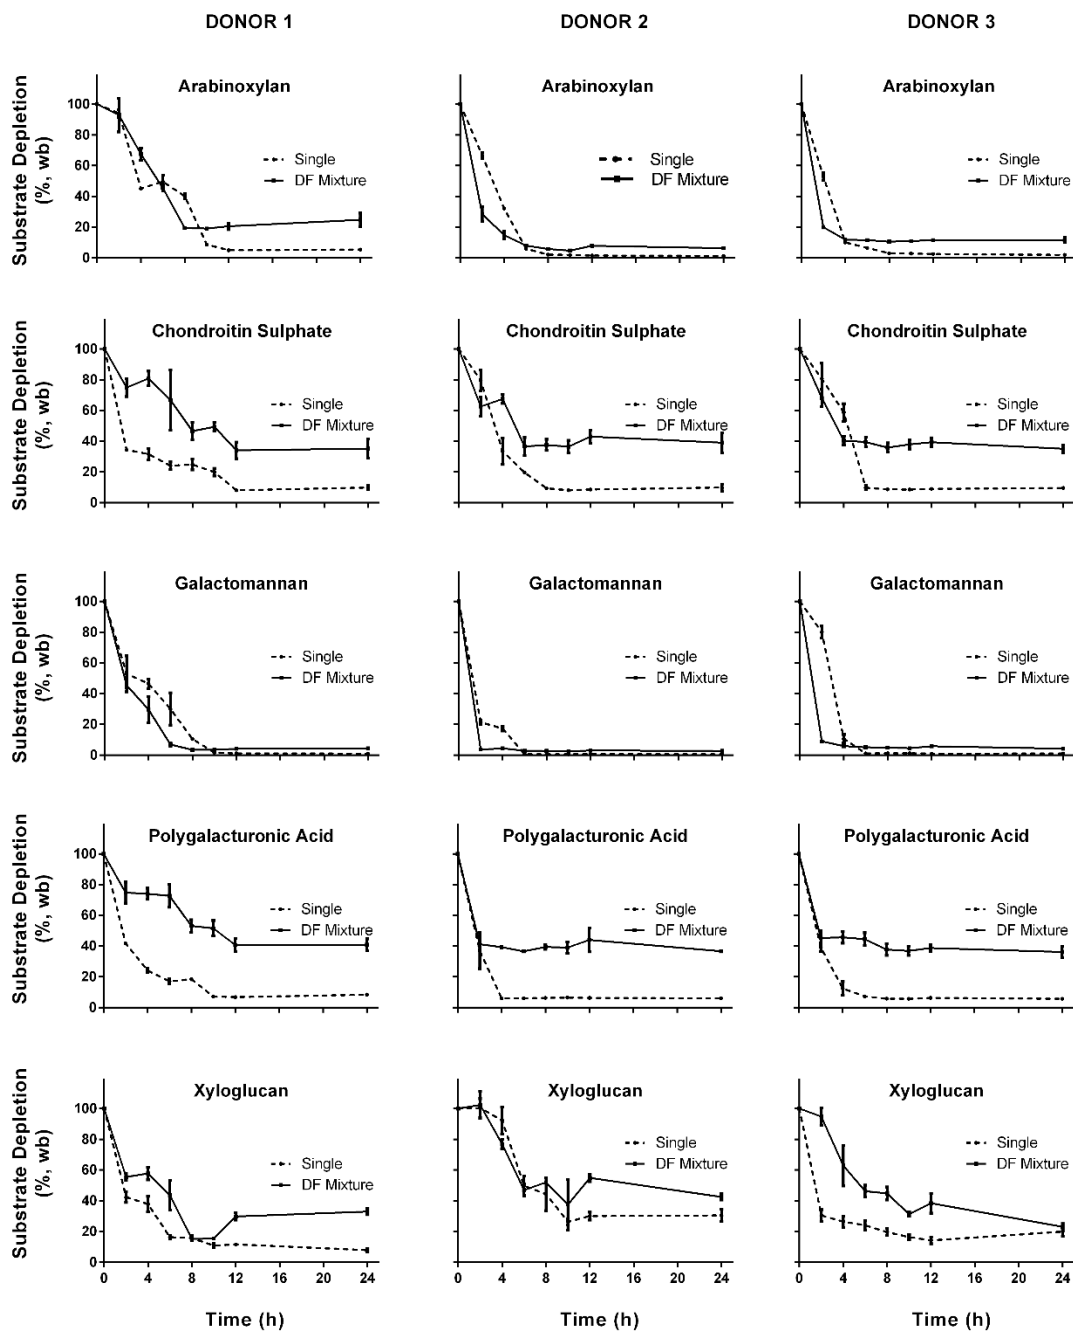 DONOR 1 DONOR 2 DONOR 3
Arabinoxylan Arabinoxylan Arabinoxylan
Substrate Depletion
(%, wb)
100
80
60
40
20
0
Single Single Single
DF Mixture DF Mixture DF Mixture
Chondroitin Sulphate Chondroitin Sulphate Chondroitin Sulphate
Substrate Depletion
(%, wb)
100
80
60
40
20
0
Single Single Single
DF Mixture DF Mixture DF Mixture
Galactomannan Galactomannan Galactomannan
Substrate Depletion
(%, wb)
100
80
60
40
20
0
Single Single Single
DF Mixture DF Mixture DF Mixture
Polygalacturonic Acid Polygalacturonic Acid Polygalacturonic Acid
Substrate Depletion
(%, wb)
100
80
60
40
20
0
Single Single Single
DF Mixture DF Mixture DF Mixture
Xyloglucan Xyloglucan Xyloglucan
Substrate Depletion
(%, wb)
100
80
60
40
20
0
Single Single Single
DF Mixture DF Mixture DF Mixture
0 4 8 12 16 20 24 0 4 8 12 16 20 24 0 4 8 12 16 20 24
Time (h) Time (h) Time (h)